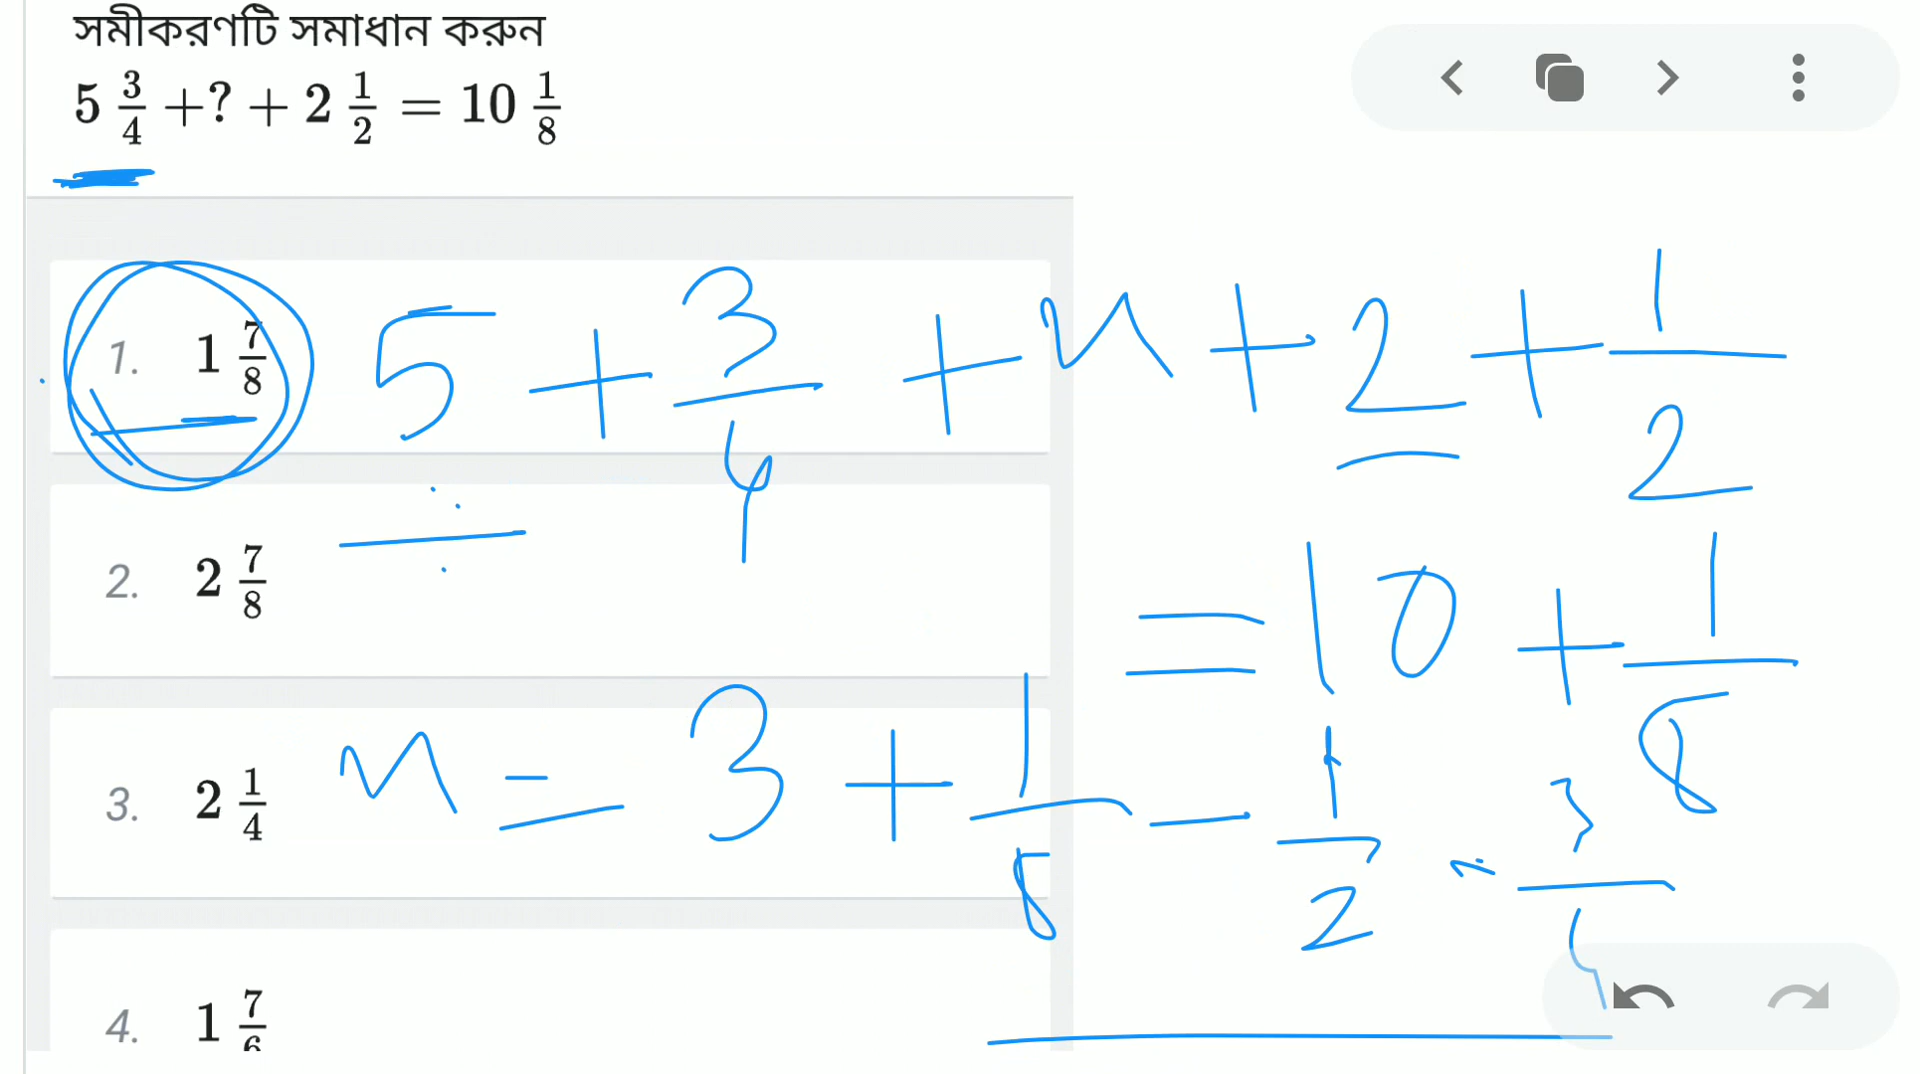 সমীকরণটি সমাধান করুন
5 3/4 +? + 2 1/2 = 10 1/8
1. 1 7/8
5 + 3/4 + x + 2 + 1/2
2. 2 7/8
= 10 + 1/8
3. 2 1/4
x = 3 + 1/8 - 1/2 - 3/4
4. 1 7/6